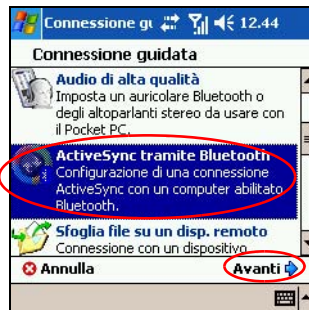 Connessione gu 12.44
Connessione guidata
Audio di alta qualità
Imposta un auricolare Bluetooth o
degli altoparlanti stereo da usare con
il Pocket PC.
ActiveSync tramite Bluetooth
Configurazione di una connessione
ActiveSync con un computer abilitato
Bluetooth.
Sfoglia file su un disp. remoto
Connessione con un dispositivo
Annulla Avanti